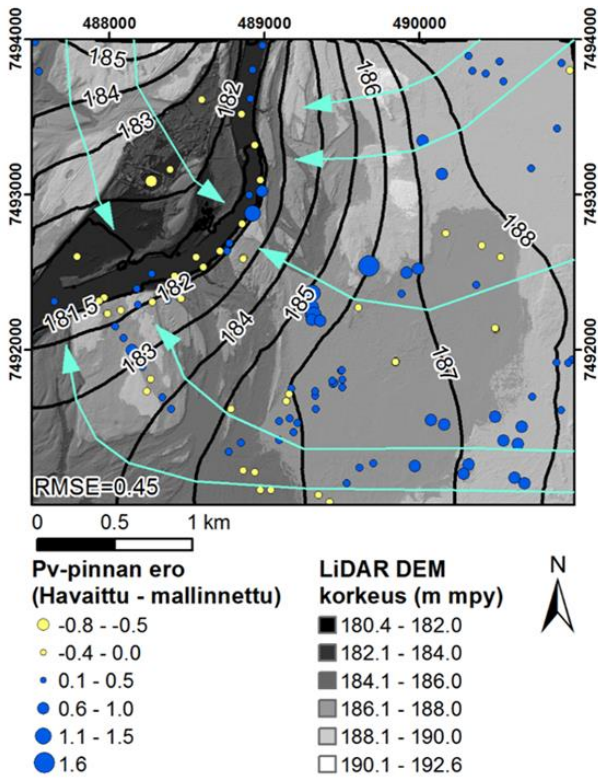 488000 489000 490000
7494000 7494000
185
184
182
186
183
7493000 7493000
188
181.5 182
185
184
7492000 7492000
183
187
RMSE=0.45
0 0.5 1 km
Pv-pinnan ero
(Havaittu - mallinnettu)
-0.8 - -0.5
-0.4 - 0.0
0.1 - 0.5
0.6 - 1.0
1.1 - 1.5
1.6
LiDAR DEM
korkeus (m mpy)
180.4 - 182.0
182.1 - 184.0
184.1 - 186.0
186.1 - 188.0
188.1 - 190.0
190.1 - 192.6
N